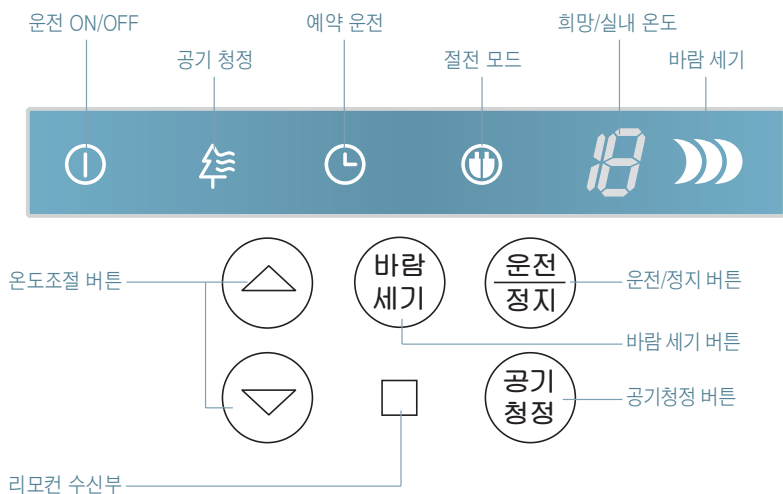 운전 ON/OFF
예약 운전
희망/실내 온도
공기 청정
절전 모드
바람 세기
18
온도조절 버튼
바람
세기
운전
정지
운전/정지 버튼
바람 세기 버튼
공기
청정
공기청정 버튼
리모컨 수신부